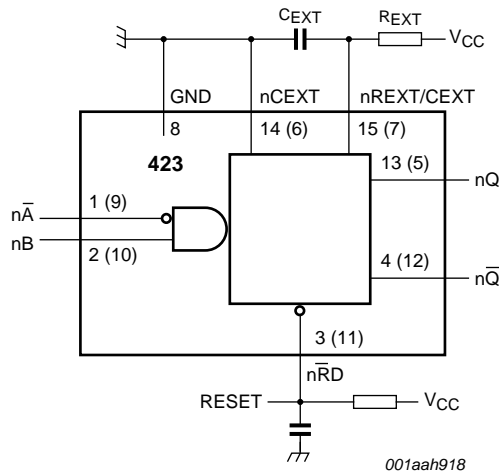 CEXT
REXT
VCC
GND
nCEXT
nREXT/CEXT
8
14 (6)
15 (7)
423
13 (5)
nQ
1 (9)
nA̅
nB
2 (10)
4 (12)
nQ̅
3 (11)
nR̅D
RESET
VCC
001aah918